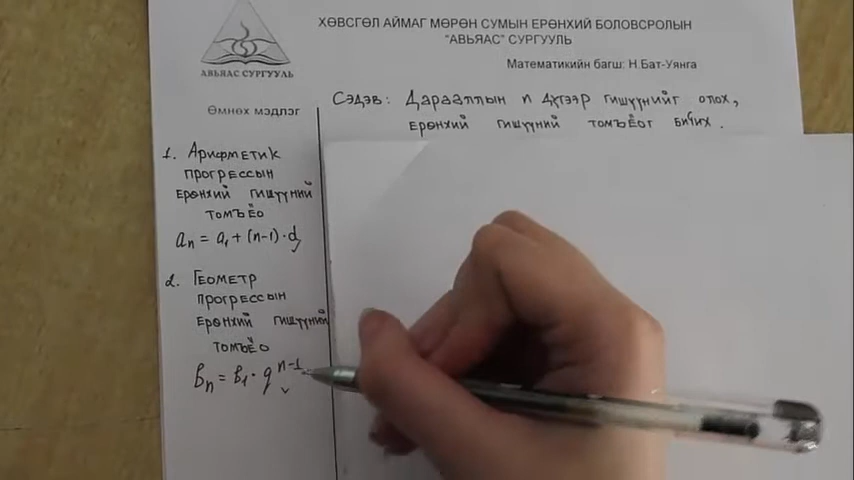 ХӨВСГӨЛ АЙМАГ МӨРӨН СУМЫН ЕРӨНХИЙ БОЛОВСРОЛЫН
"АВЬЯАС" СУРГУУЛЬ
АВЬЯАС СУРГУУЛЬ
Математикийн багш: Н.Бат-Уянга
Өмнөх мэдлэг
Сэдэв: Дарааллын n дүгээр гишүүнийг олох,
ерөнхий гишүүний томъёог бичих.
1. Арифметик
прогрессын
ерөнхий гишүүний
томъёо
aₙ = a₁ + (n-1)·d
2. Геометр
прогрессын
ерөнхий гишүүний
томъёо
bₙ = b₁· qⁿ⁻¹